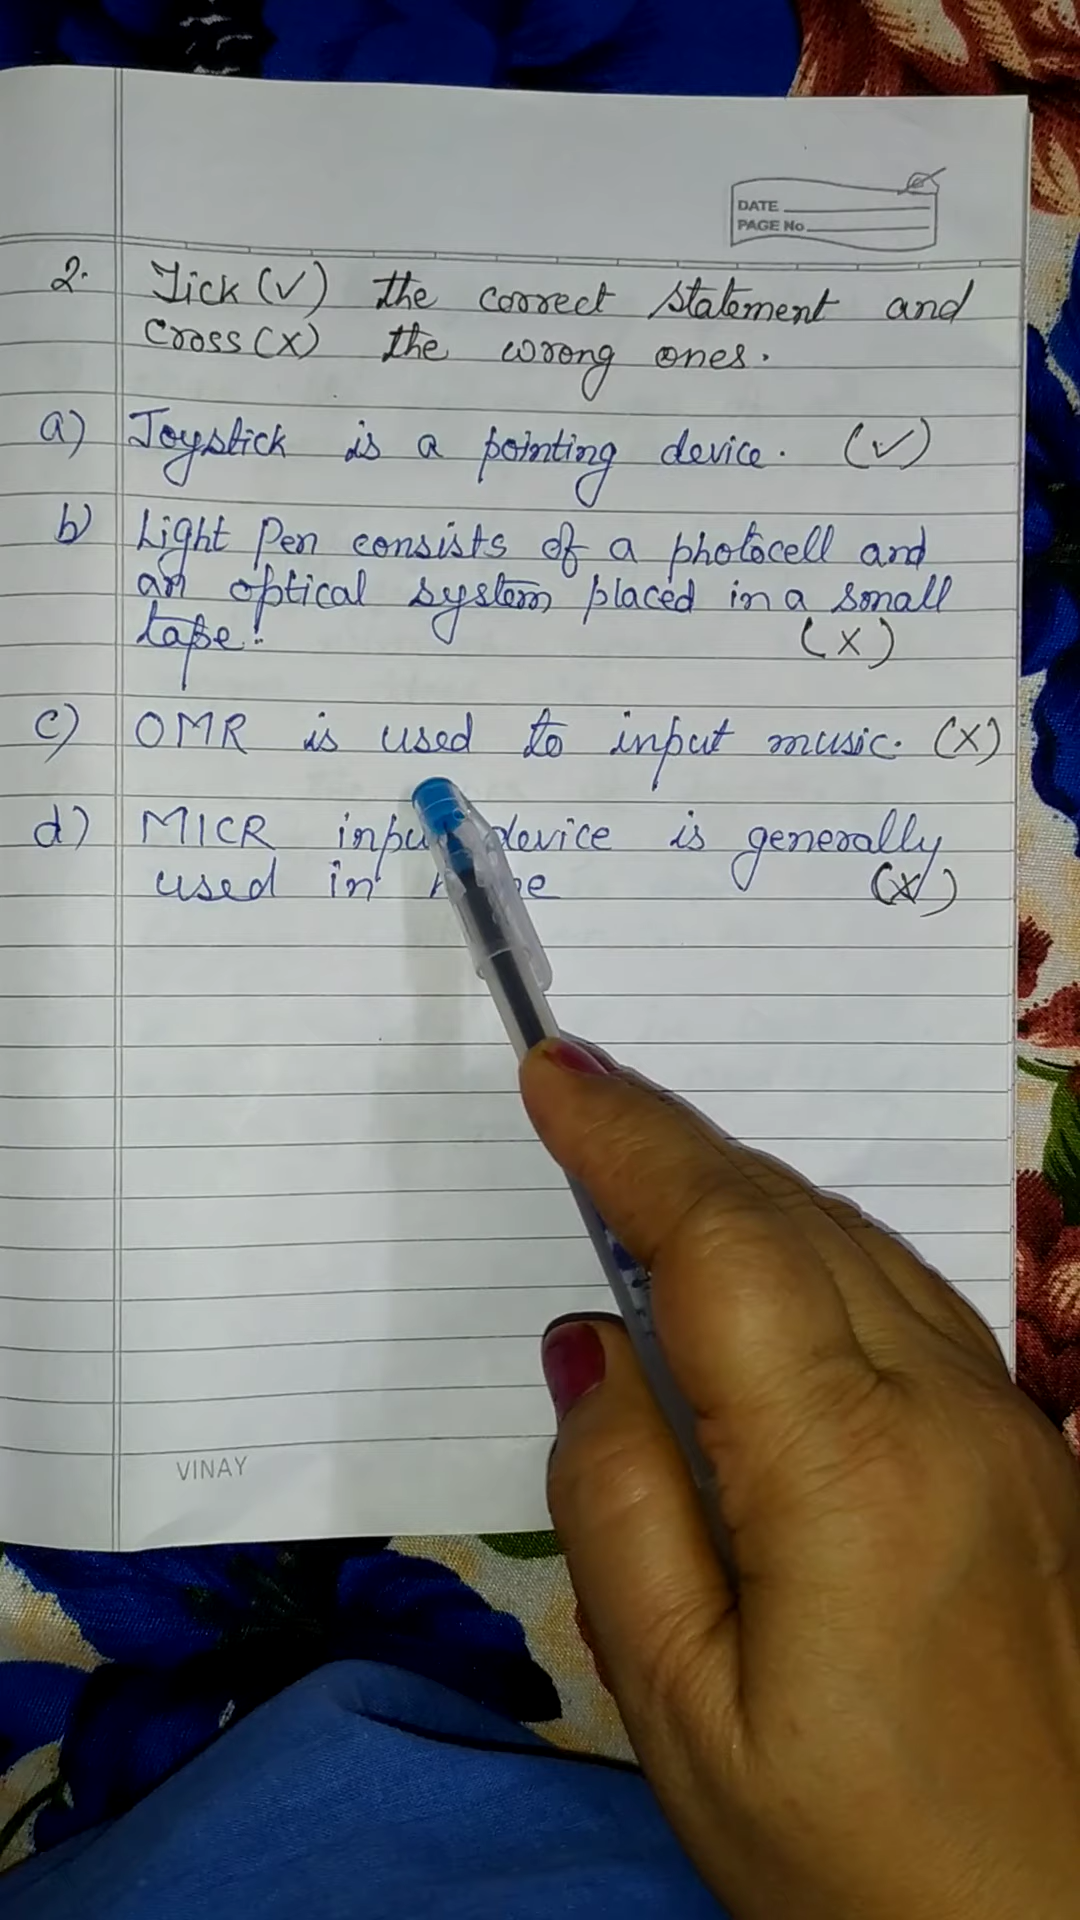 DATE
PAGE No
2. Tick (✓) the correct statement and
Cross (X) the wrong ones.
a) Joystick is a pointing device. (✓)
b) Light Pen consists of a photocell and
an optical system placed in a small
tape. (X)
c) OMR is used to input music. (X)
d) MICR device is generally
used in (X)
VINAY